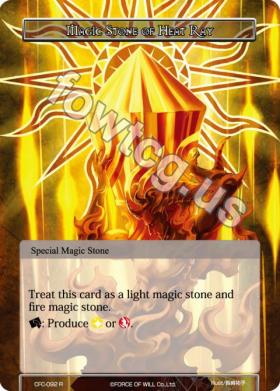 Magic Stone of Heat Ray
fowtcg.us
Special Magic Stone
Treat this card as a light magic stone and
fire magic stone.
: Produce or .
CFC-092 R ©FORCE OF WILL Co.,Ltd. Illust/